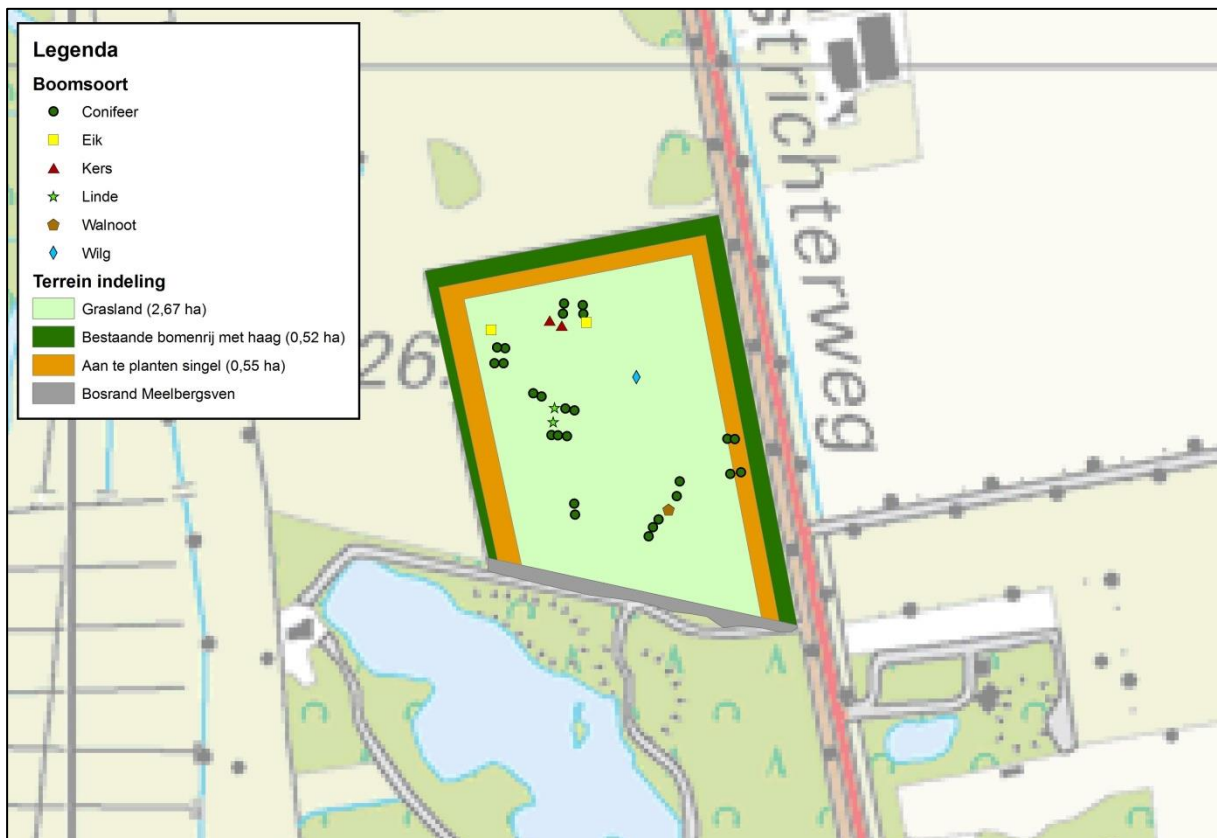 Legenda
Boomsoort
Conifeer
Eik
Kers
Linde
Walnoot
Wilg
Terrein indeling
Grasland (2,67 ha)
Bestaande bomenrij met haag (0,52 ha)
Aan te planten singel (0,55 ha)
Bosrand Meelbergsven
strichterweg
26.